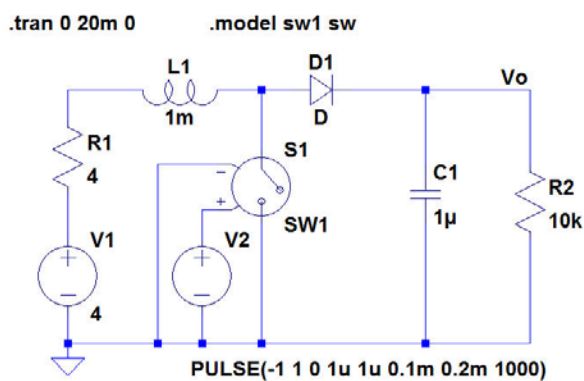 .tran 0 20m 0
.model sw1 sw
L1
1m
D1
D
Vo
R1
4
S1
SW1
C1
1µ
R2
10k
V1
4
V2
PULSE(-1 1 0 1u 1u 0.1m 0.2m 1000)